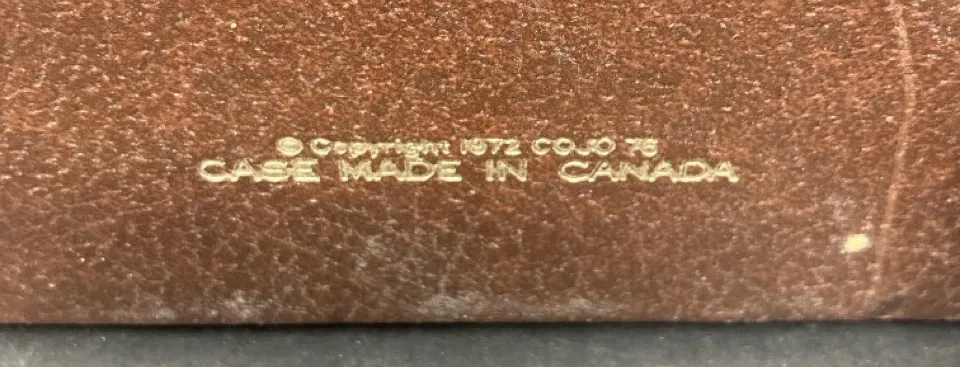 © Copyright 1972 COJO 76
CASE MADE IN CANADA